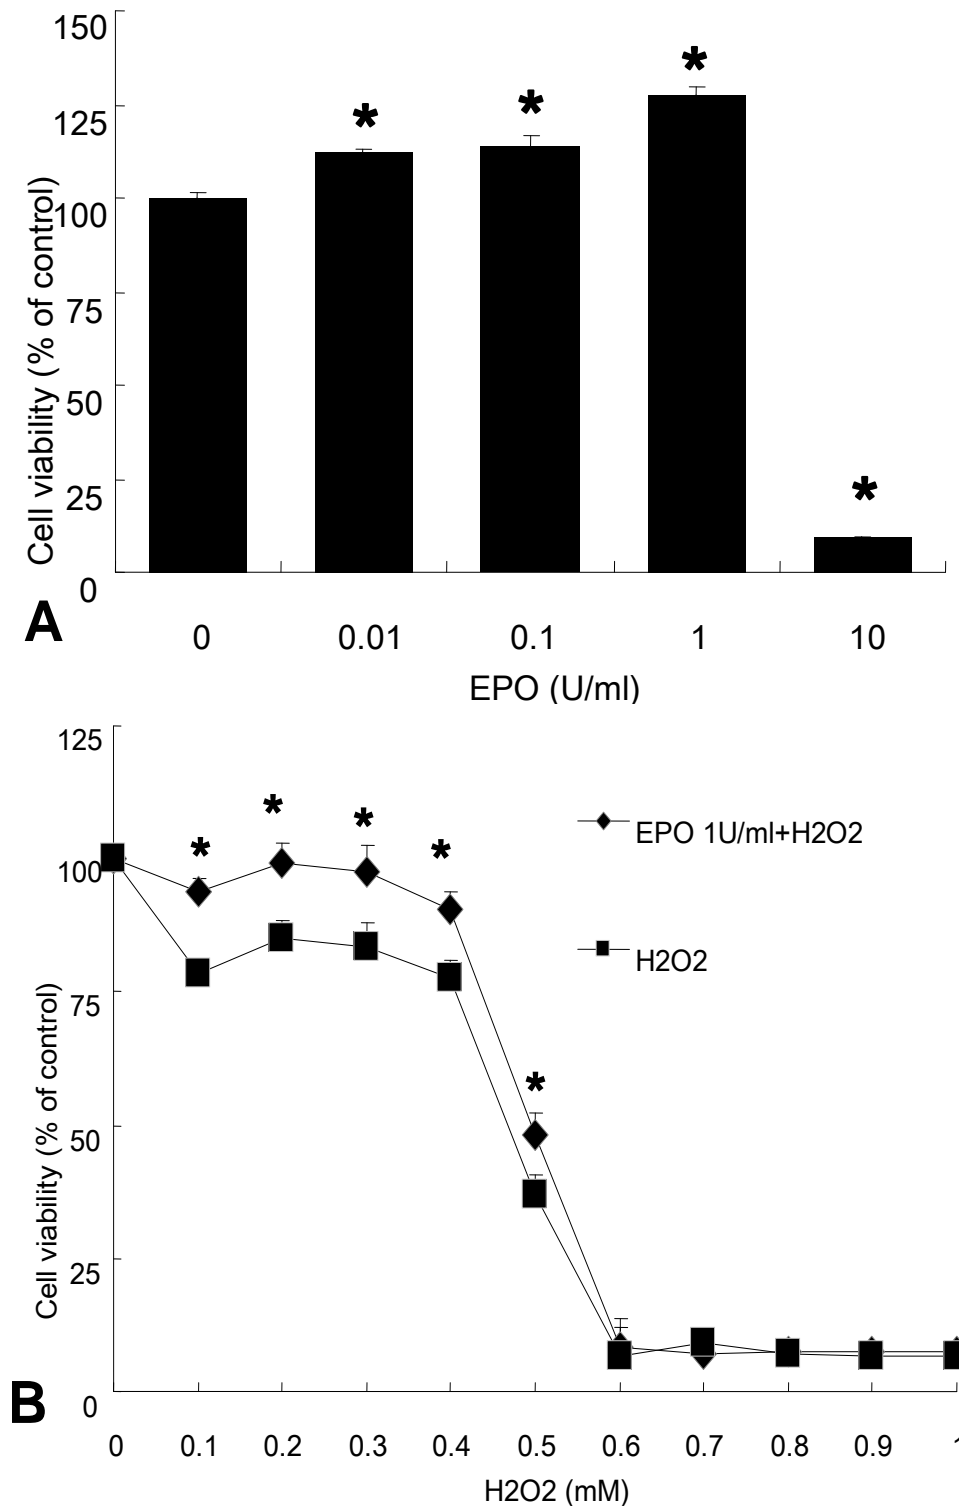 150
*
*
*
125
100
75
50
25
*
0
Cell viability (% of control)
A
0 0.01 0.1 1 10
EPO (U/ml)
125
* * * *
EPO 1U/ml+H2O2
100
H2O2
75
*
50
25
0
Cell viability (% of control)
B
0 0.1 0.2 0.3 0.4 0.5 0.6 0.7 0.8 0.9 1
H2O2 (mM)